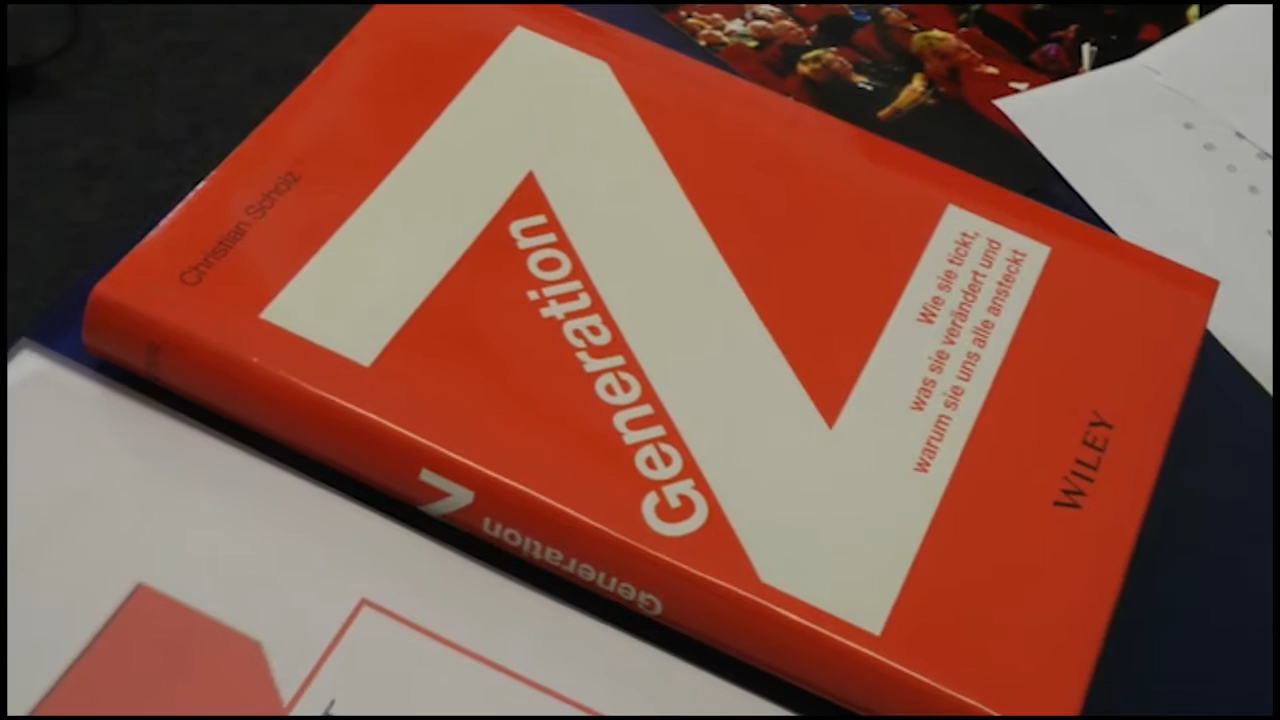 Christian Scholz
Z
Generation
Wie sie tickt,
was sie verändert und
warum sie uns alle ansteckt
WILEY
Generation Z